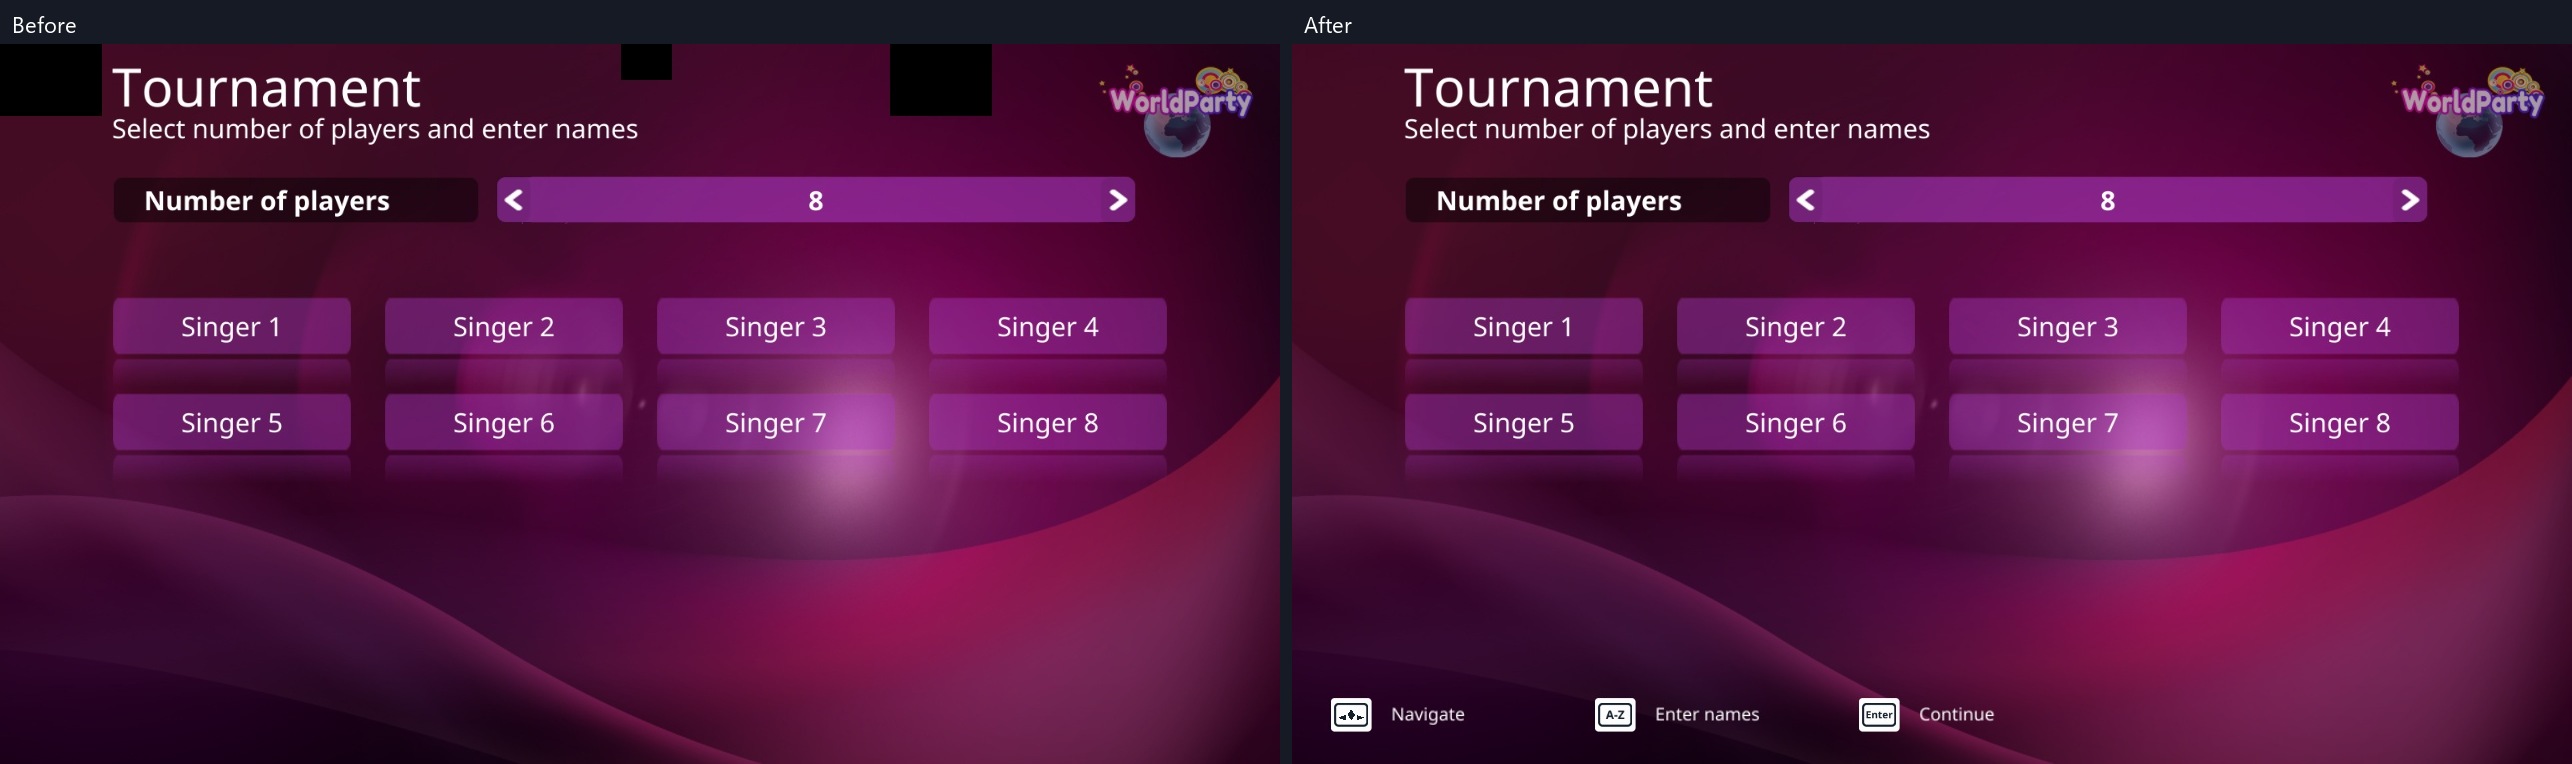 Before
Tournament
Select number of players and enter names
WorldParty
Number of players
8
Singer 1
Singer 2
Singer 3
Singer 4
Singer 5
Singer 6
Singer 7
Singer 8
After
Tournament
Select number of players and enter names
WorldParty
Number of players
8
Singer 1
Singer 2
Singer 3
Singer 4
Singer 5
Singer 6
Singer 7
Singer 8
Navigate
A-Z
Enter names
Enter
Continue